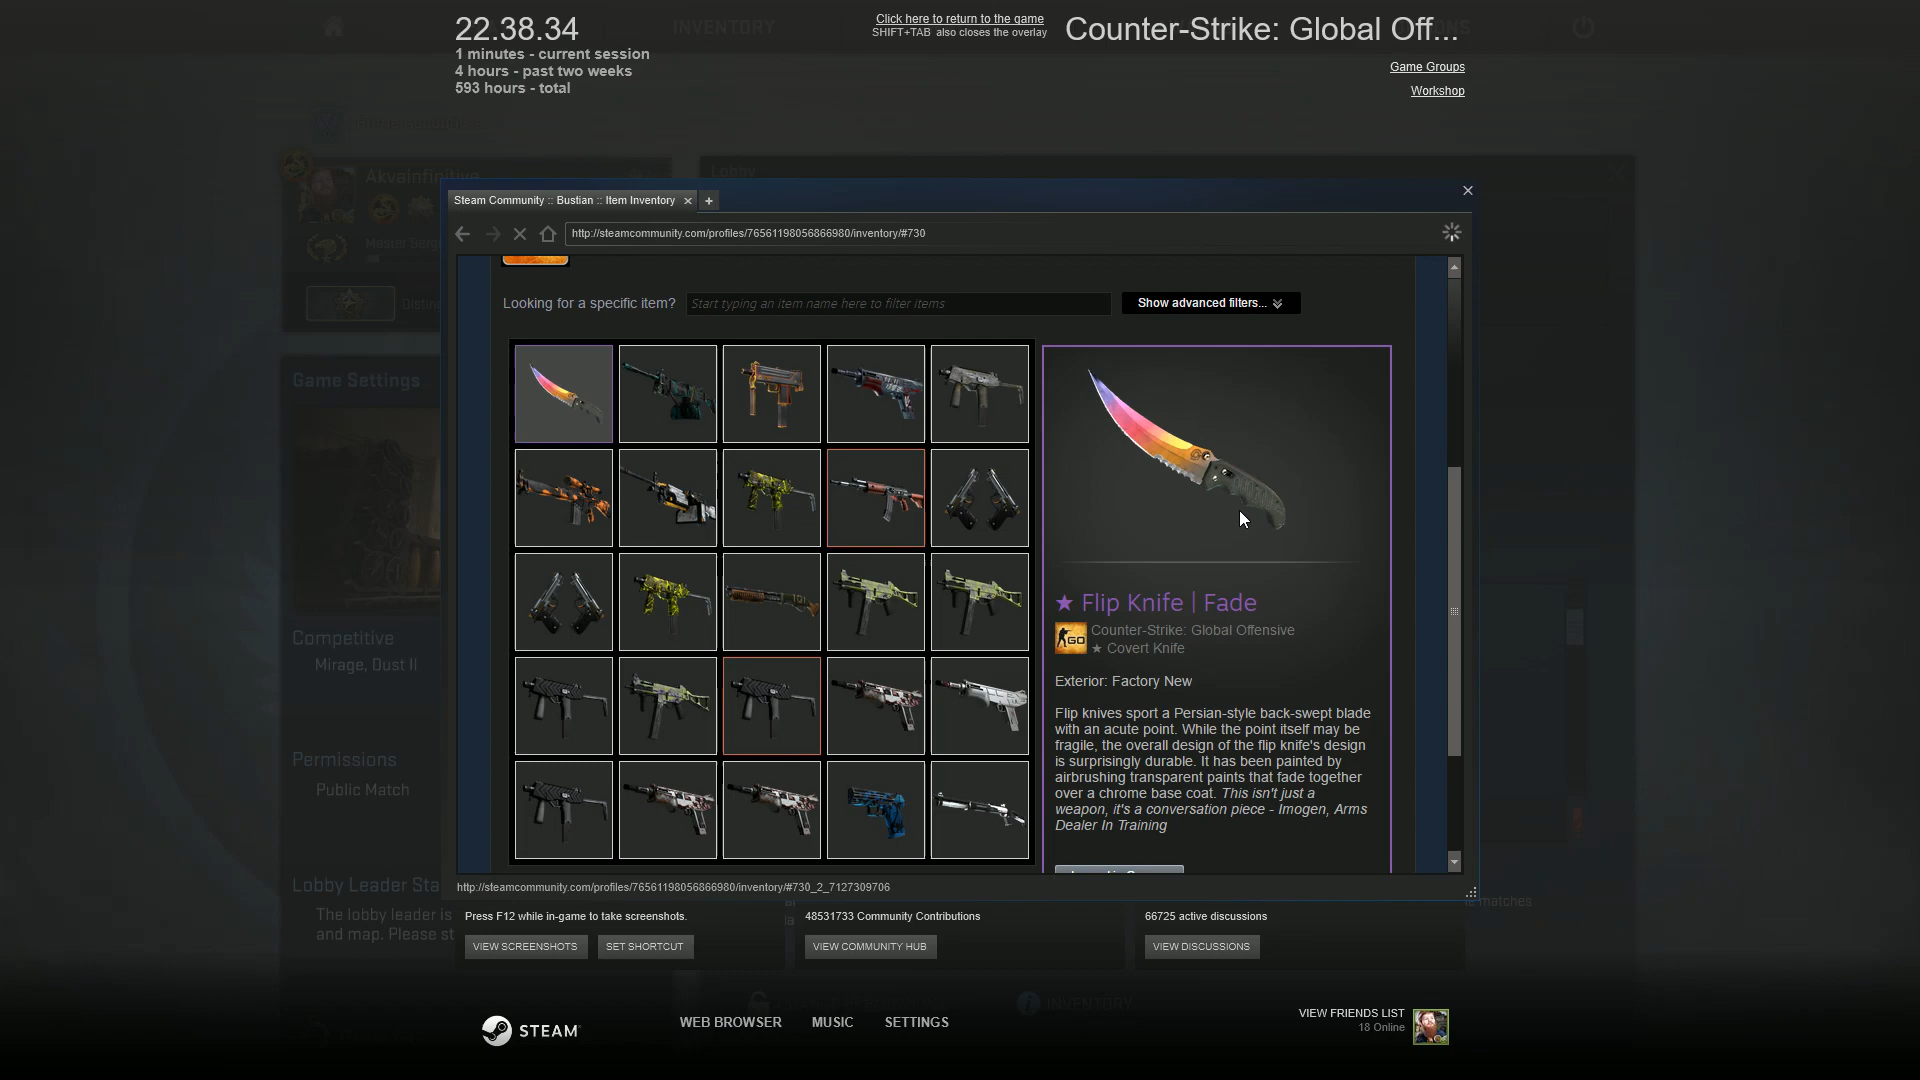 22.38.34
1 minutes - current session
4 hours - past two weeks
593 hours - total
INVENTORY
Click here to return to the game
SHIFT+TAB also closes the overlay
Counter-Strike: Global Off...
Game Groups
Workshop
Akvainfinitive
Lobby
Steam Community :: Bustian :: Item Inventory
http://steamcommunity.com/profiles/76561198056866980/inventory/#730
Looking for a specific item?
Start typing an item name here to filter items
Show advanced filters...
Game Settings
Competitive
Mirage, Dust II
Permissions
Public Match
Lobby Leader Sta
The lobby leader is
and map. Please st
★ Flip Knife | Fade
GO
Counter-Strike: Global Offensive
★ Covert Knife
Exterior: Factory New
Flip knives sport a Persian-style back-swept blade
with an acute point. While the point itself may be
fragile, the overall design of the flip knife's design
is surprisingly durable. It has been painted by
airbrushing transparent paints that fade together
over a chrome base coat. This isn't just a
weapon, it's a conversation piece - Imogen, Arms
Dealer In Training
http://steamcommunity.com/profiles/76561198056866980/inventory/#730_2_7127309706
matches
Press F12 while in-game to take screenshots.
VIEW SCREENSHOTS
SET SHORTCUT
48531733 Community Contributions
VIEW COMMUNITY HUB
66725 active discussions
VIEW DISCUSSIONS
INVENTORY
STEAM
WEB BROWSER
MUSIC
SETTINGS
VIEW FRIENDS LIST
18 Online